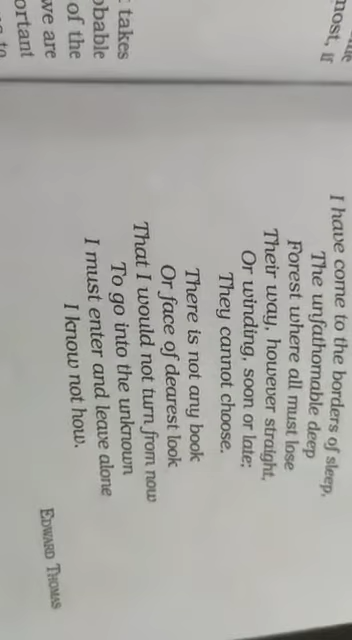 I have come to the borders of sleep,
The unfathomable deep
Forest where all must lose
Their way, however straight,
Or winding, soon or late;
They cannot choose.
There is not any book
Or face of dearest look
That I would not turn from now
To go into the unknown
I must enter and leave alone
I know not how.
EDWARD THOMAS
most, if
takes
of the
we are